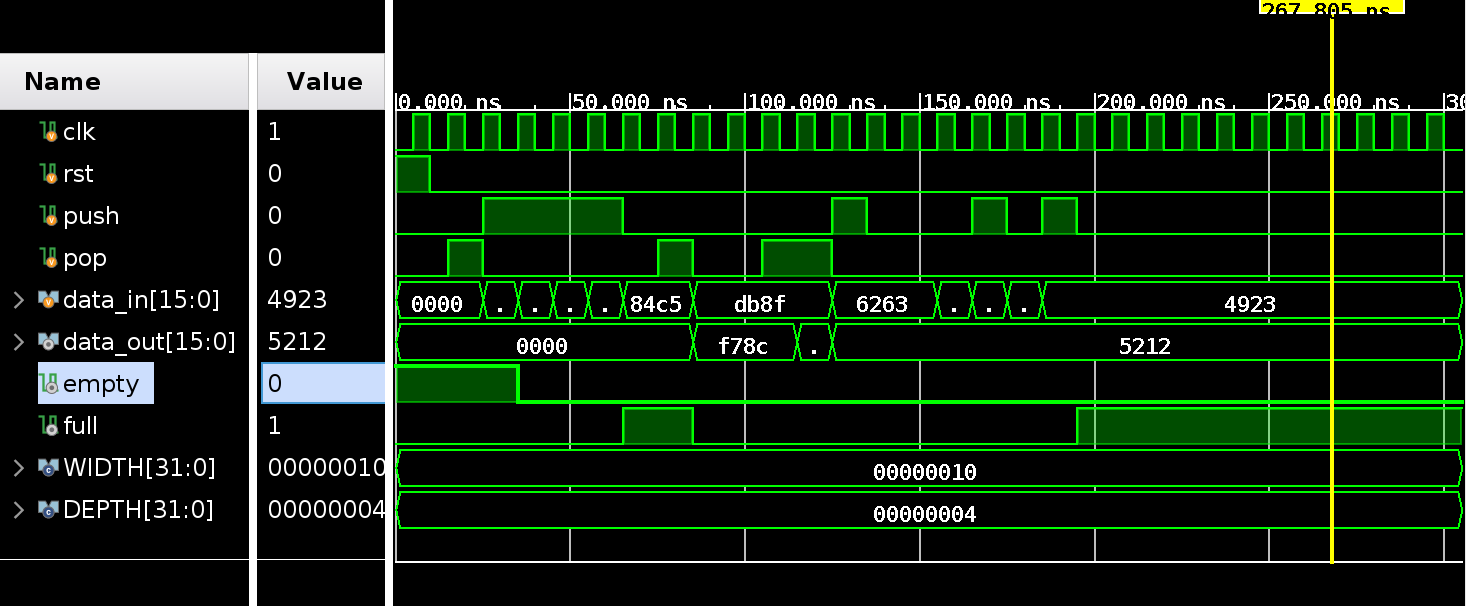 267.805 ns
Name Value
0.000 ns 50.000 ns 100.000 ns 150.000 ns 200.000 ns 250.000 ns 30
clk 1
rst 0
push 0
pop 0
data_in[15:0] 4923 0000 . . . . 84c5 db8f 6263 . . . 4923
data_out[15:0] 5212 0000 f78c . 5212
empty 0
full 1
WIDTH[31:0] 00000010 00000010
DEPTH[31:0] 00000004 00000004